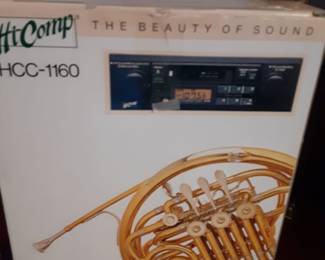 HiComp THE BEAUTY OF SOUND
HCC-1160